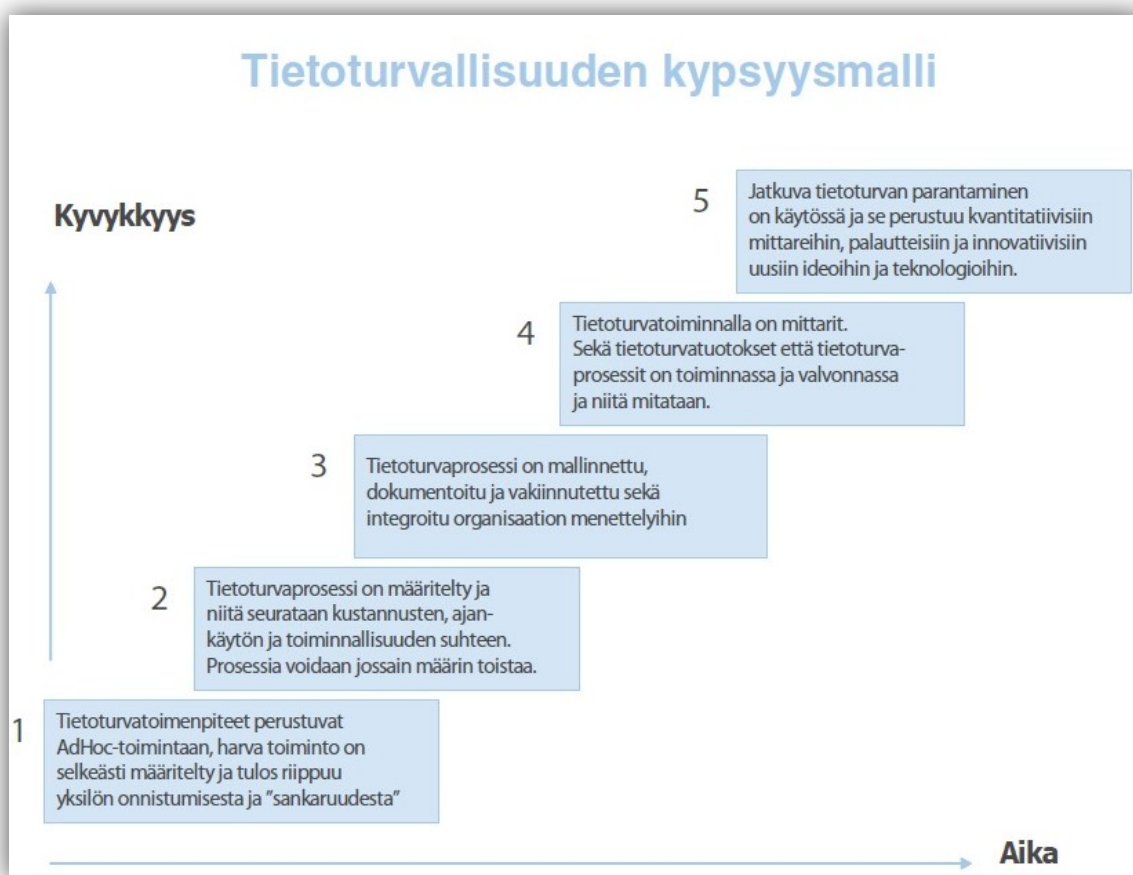 Tietoturvallisuuden kypsyysmalli
Kyvykkyys
5
Jatkuva tietoturvan parantaminen
on käytössä ja se perustuu kvantitatiivisiin
mittareihin, palautteisiin ja innovatiivisiin
uusiin ideoihin ja teknologioihin.
4
Tietoturvatoiminnalla on mittarit.
Sekä tietoturvatuotokset että tietoturva-
prosessit on toiminnassa ja valvonnassa
ja niitä mitataan.
3
Tietoturvaprosessi on mallinnettu,
dokumentoitu ja vakiinnutettu sekä
integroitu organisaation menettelyihin
2
Tietoturvaprosessi on määritelty ja
niitä seurataan kustannusten, ajan-
käytön ja toiminnallisuuden suhteen.
Prosessia voidaan jossain määrin toistaa.
1
Tietoturvatoimenpiteet perustuvat
AdHoc-toimintaan, harva toiminto on
selkeästi määritelty ja tulos riippuu
yksilön onnistumisesta ja ”sankaruudesta”
Aika